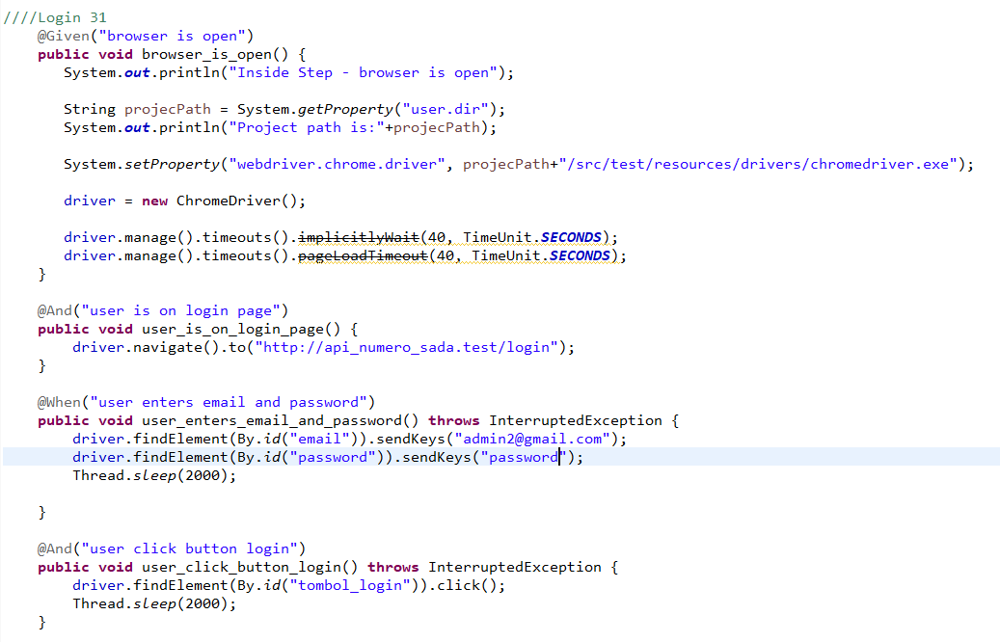 ////Login 31
@Given("browser is open")
public void browser_is_open() {
System.out.println("Inside Step - browser is open");
String projecPath = System.getProperty("user.dir");
System.out.println("Project path is:"+projecPath);
System.setProperty("webdriver.chrome.driver", projecPath+"/src/test/resources/drivers/chromedriver.exe");
driver = new ChromeDriver();
driver.manage().timeouts().implicitlyWait(40, TimeUnit.SECONDS);
driver.manage().timeouts().pageLoadTimeout(40, TimeUnit.SECONDS);
}
@And("user is on login page")
public void user_is_on_login_page() {
driver.navigate().to("http://api_numero_sada.test/login");
}
@When("user enters email and password")
public void user_enters_email_and_password() throws InterruptedException {
driver.findElement(By.id("email")).sendKeys("admin2@gmail.com");
driver.findElement(By.id("password")).sendKeys("password");
Thread.sleep(2000);
}
@And("user click button login")
public void user_click_button_login() throws InterruptedException {
driver.findElement(By.id("tombol_login")).click();
Thread.sleep(2000);
}